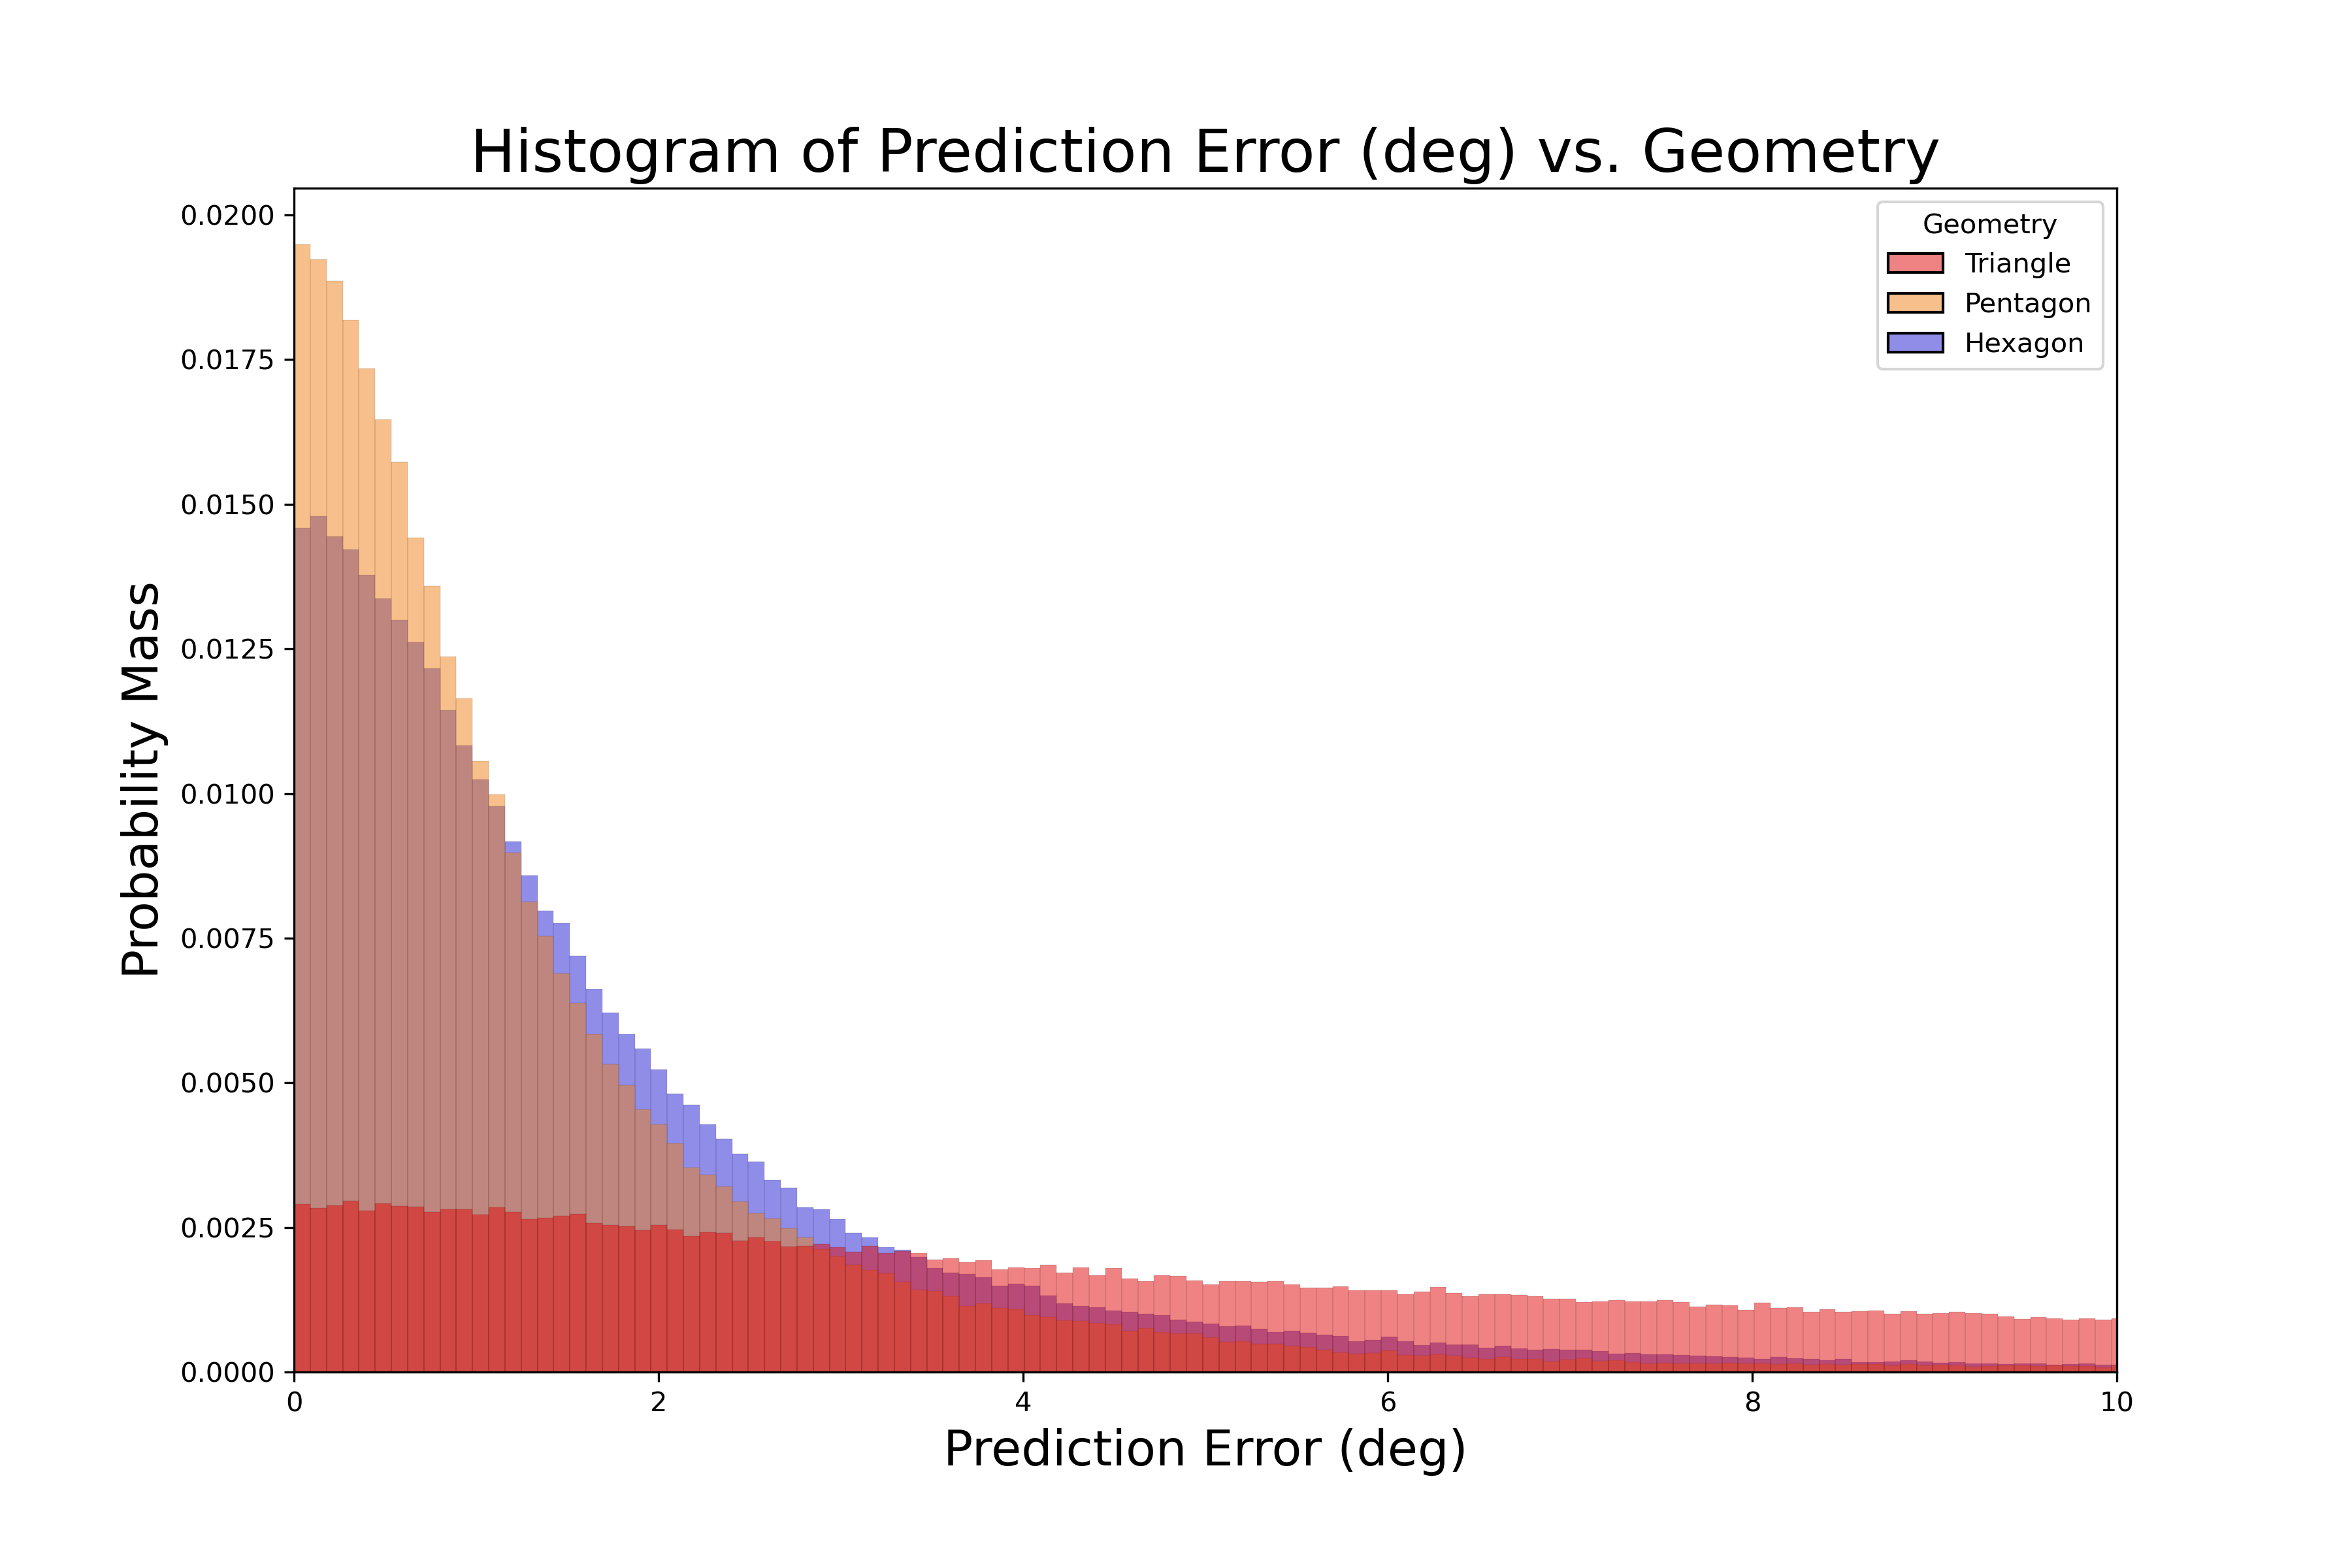 Histogram of Prediction Error (deg) vs. Geometry
Geometry
Triangle
Pentagon
Hexagon
Probability Mass
0.0200
0.0175
0.0150
0.0125
0.0100
0.0075
0.0050
0.0025
0.0000
0 2 4 6 8 10
Prediction Error (deg)